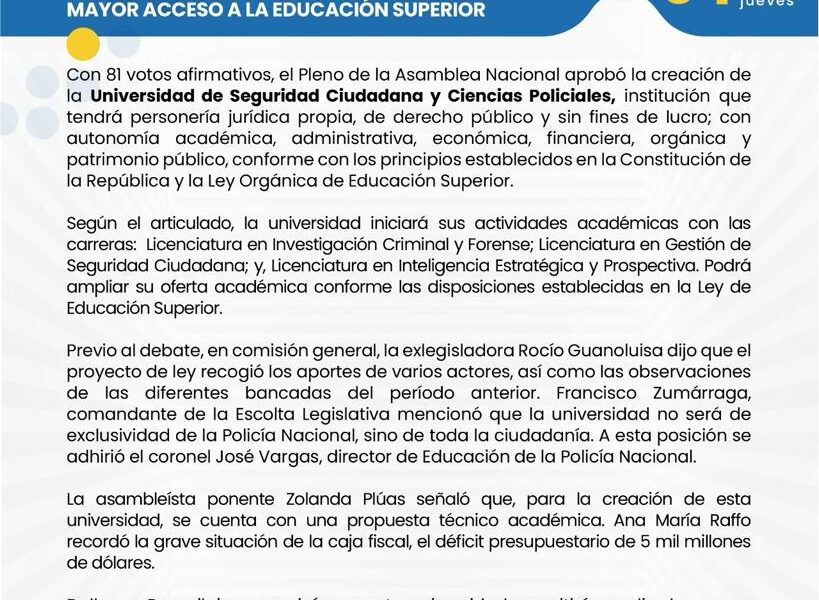 MAYOR ACCESO A LA EDUCACIÓN SUPERIOR
jueves
Con 81 votos afirmativos, el Pleno de la Asamblea Nacional aprobó la creación de
la Universidad de Seguridad Ciudadana y Ciencias Policiales, institución que
tendrá personería jurídica propia, de derecho público y sin fines de lucro; con
autonomía académica, administrativa, económica, financiera, orgánica y
patrimonio público, conforme con los principios establecidos en la Constitución de
la República y la Ley Orgánica de Educación Superior.
Según el articulado, la universidad iniciará sus actividades académicas con las
carreras: Licenciatura en Investigación Criminal y Forense; Licenciatura en Gestión de
Seguridad Ciudadana; y, Licenciatura en Inteligencia Estratégica y Prospectiva. Podrá
ampliar su oferta académica conforme las disposiciones establecidas en la Ley de
Educación Superior.
Previo al debate, en comisión general, la exlegisladora Rocío Guanoluisa dijo que el
proyecto de ley recogió los aportes de varios actores, así como las observaciones
de las diferentes bancadas del período anterior. Francisco Zumárraga,
comandante de la Escolta Legislativa mencionó que la universidad no será de
exclusividad de la Policía Nacional, sino de toda la ciudadanía. A esta posición se
adhirió el coronel José Vargas, director de Educación de la Policía Nacional.
La asambleísta ponente Zolanda Plúas señaló que, para la creación de esta
universidad, se cuenta con una propuesta técnico académica. Ana María Raffo
recordó la grave situación de la caja fiscal, el déficit presupuestario de 5 mil millones
de dólares.